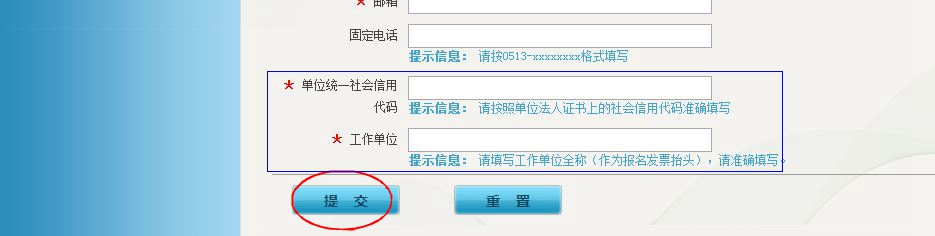 * 邮箱
固定电话
提示信息： 请按0513-xxxxxxxx格式填写
* 单位统一社会信用
代码
提示信息： 请按照单位法人证书上的社会信用代码准确填写
* 工作单位
提示信息： 请填写工作单位全称（作为报名发票抬头），请准确填写。
提 交 重 置